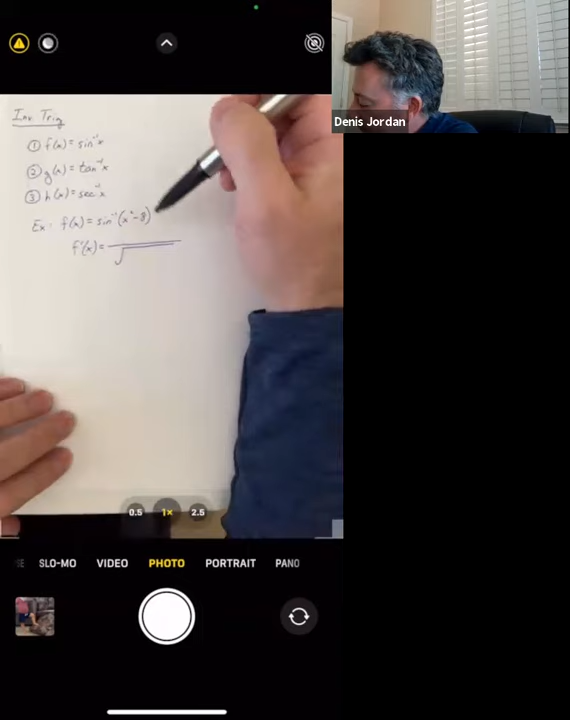 Inv. Trig
① f(x) = sin⁻¹x
② g(x) = tan⁻¹x
③ h(x) = sec⁻¹x
Ex: f(x) = sin⁻¹(x²-8)
f'(x) = √
Denis Jordan
0.5 1× 2.5
SLO-MO VIDEO PHOTO PORTRAIT PANO